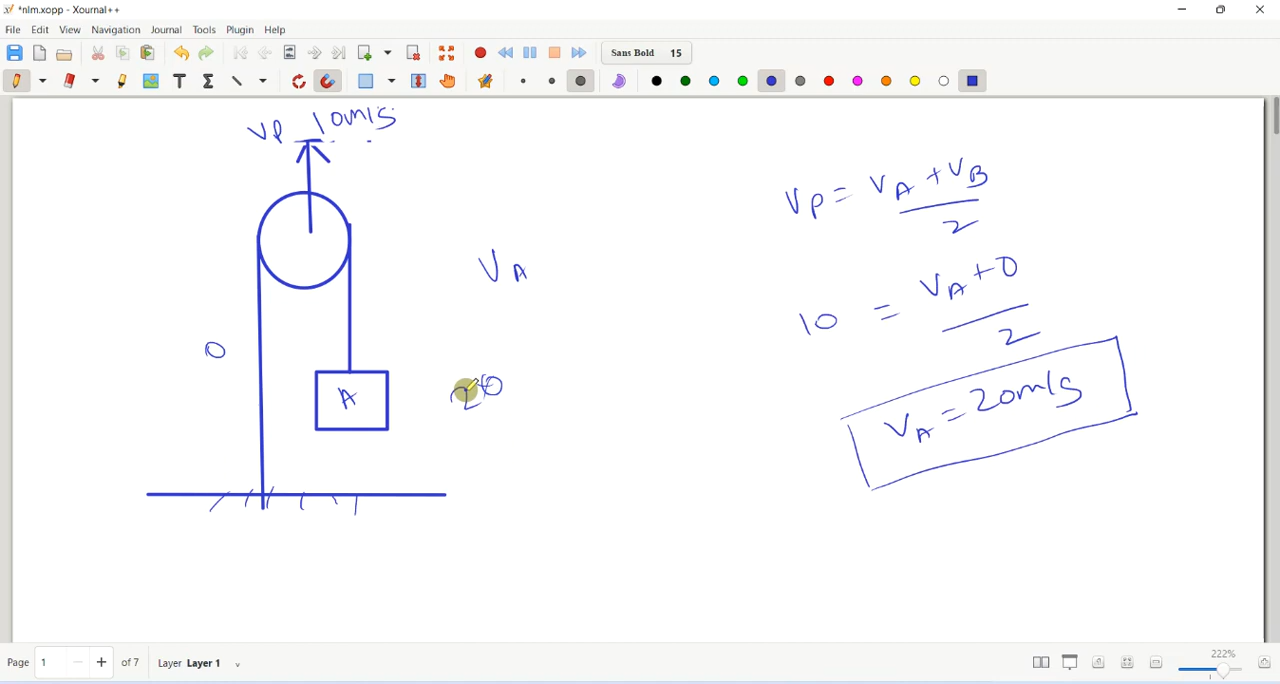 *nlm.xopp - Xournal++
File Edit View Navigation Journal Tools Plugin Help
Sans Bold 15
VP 10m/s
VA
0
A
20
VP = VA + VB / 2
10 = VA + 0 / 2
VA = 20m/s
222%
Page 1 of 7 Layer Layer 1